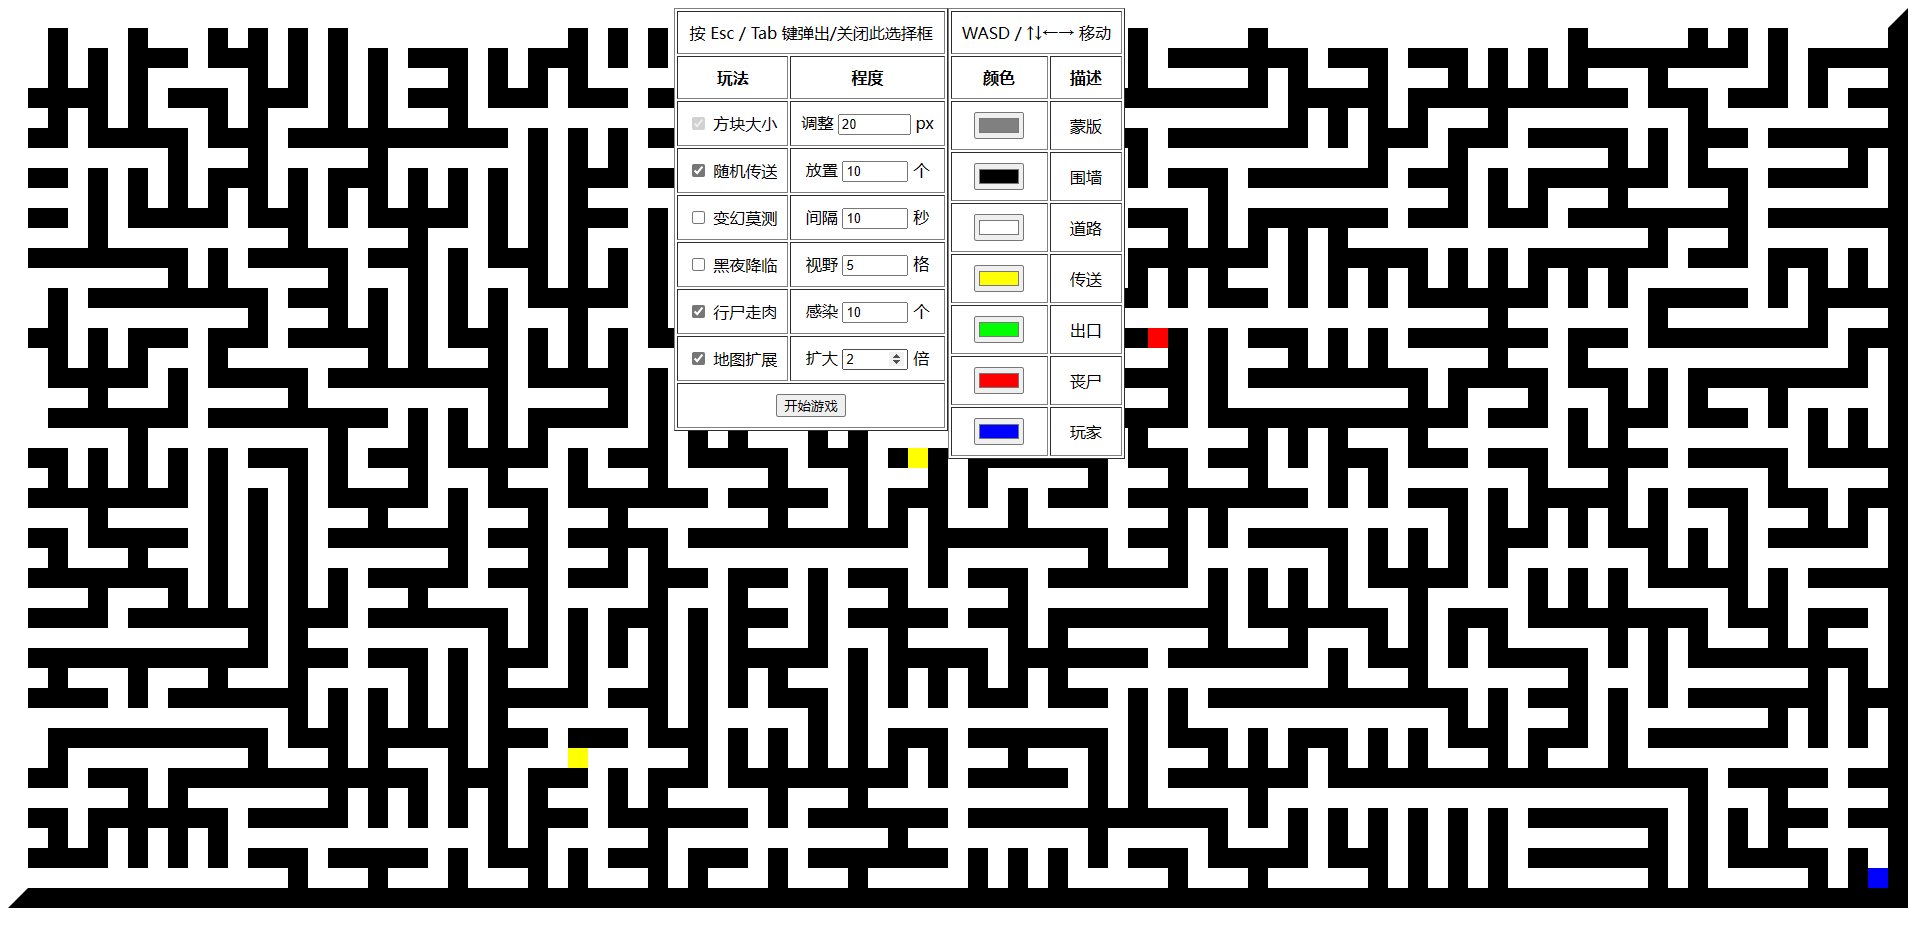 按 Esc / Tab 键弹出/关闭此选择框
玩法 程度
方块大小 调整 20 px
随机传送 放置 10 个
变幻莫测 间隔 10 秒
黑夜降临 视野 5 格
行尸走肉 感染 10 个
地图扩展 扩大 2 倍
开始游戏
WASD / ↑↓←→ 移动
颜色 描述
蒙版
围墙
道路
传送
出口
丧尸
玩家